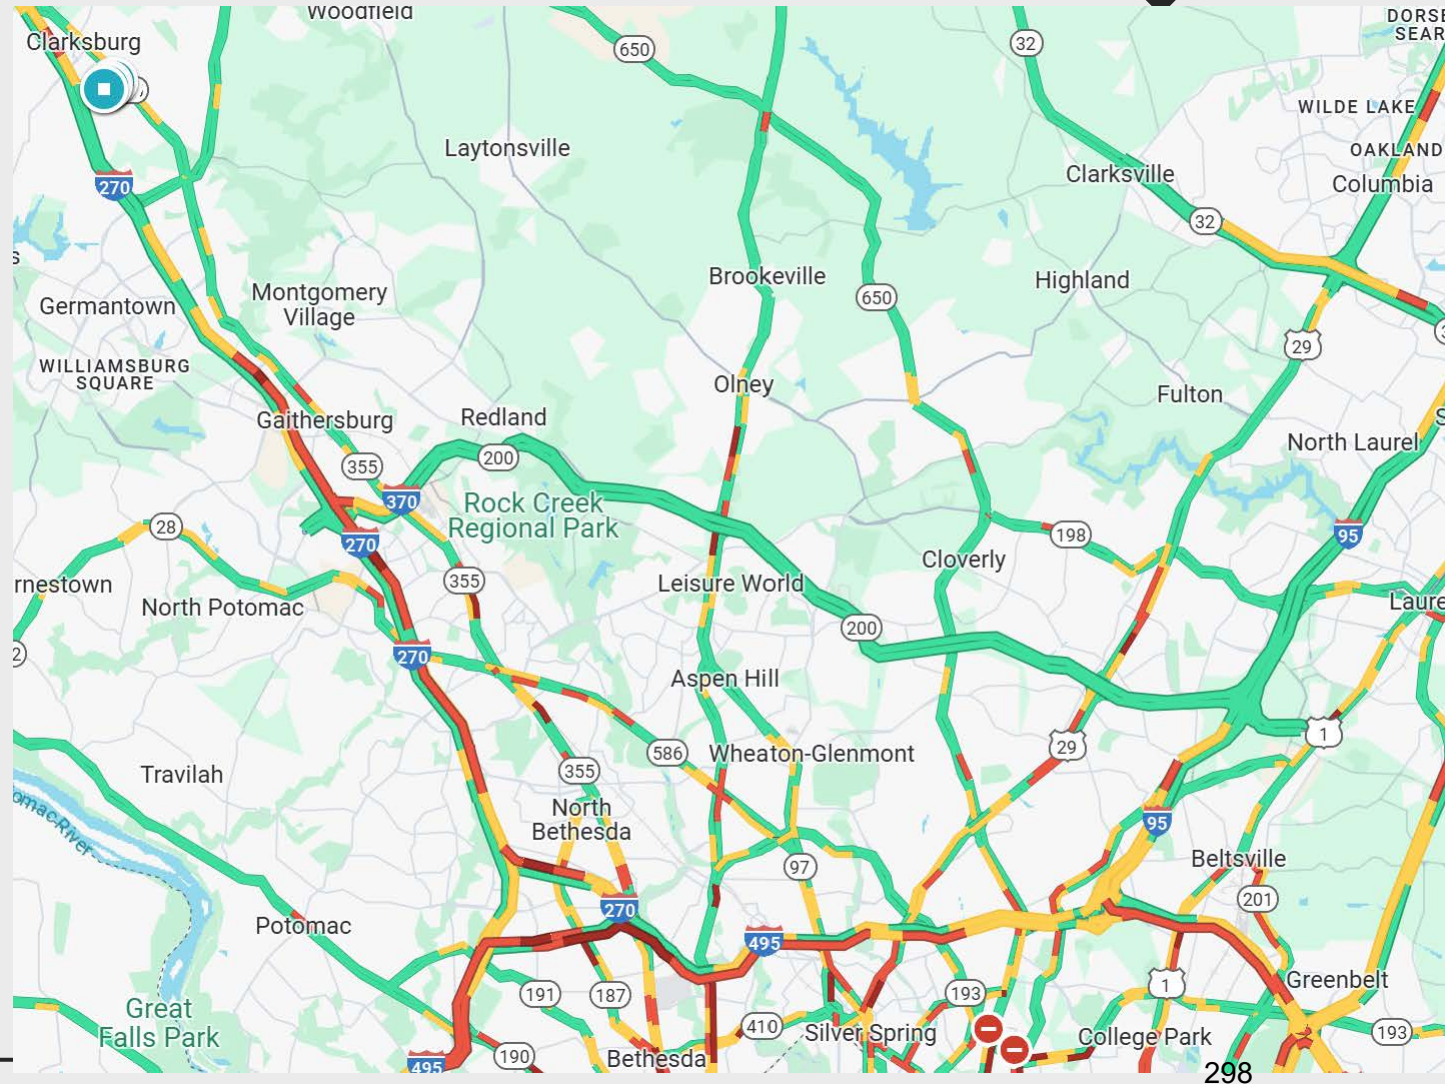 Woodfield
DORSE
SEAR
Clarksburg
650
32
WILDE LAKE
Laytonsville
OAKLAND
Clarksville
Columbia
270
32
s
Brookeville
Highland
Germantown
Montgomery
Village
650
29
WILLIAMSBURG
SQUARE
Olney
Fulton
Gaithersburg
Redland
S
North Laurel
355
200
370
Rock Creek
Regional Park
28
198
95
270
Cloverly
rnestown
355
Leisure World
North Potomac
Laure
200
2
270
Aspen Hill
586
Wheaton-Glenmont
29
1
Travilah
355
North
Bethesda
omac River
95
Beltsville
97
201
270
Potomac
495
Greenbelt
191
187
193
1
Great
Falls Park
410
Silver Spring
College Park
193
190
Bethesda
495
298